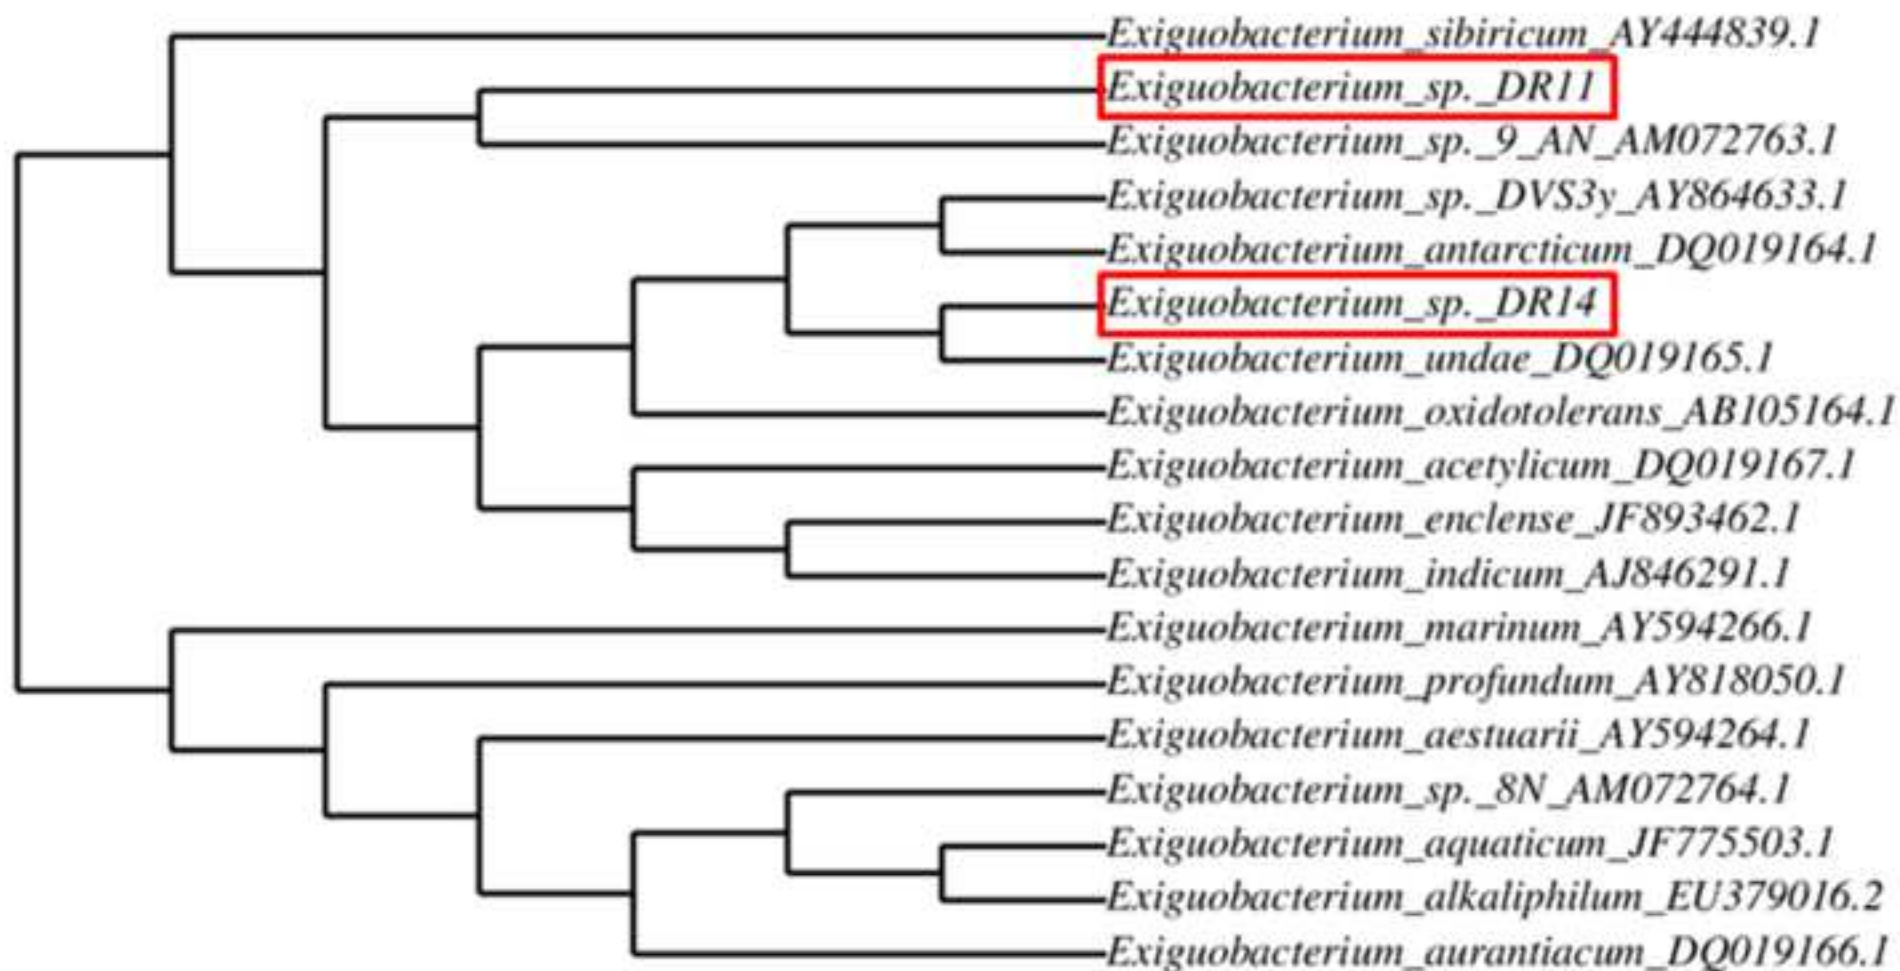 Exiguobacterium_sibiricum_AY444839.1
Exiguobacterium_sp._DR11
Exiguobacterium_sp._9_AN_AM072763.1
Exiguobacterium_sp._DVS3y_AY864633.1
Exiguobacterium_antarcticum_DQ019164.1
Exiguobacterium_sp._DR14
Exiguobacterium_undae_DQ019165.1
Exiguobacterium_oxidotolerans_AB105164.1
Exiguobacterium_acetylicum_DQ019167.1
Exiguobacterium_enclense_JF893462.1
Exiguobacterium_indicum_AJ846291.1
Exiguobacterium_marinum_AY594266.1
Exiguobacterium_profundum_AY818050.1
Exiguobacterium_aestuarii_AY594264.1
Exiguobacterium_sp._8N_AM072764.1
Exiguobacterium_aquaticum_JF775503.1
Exiguobacterium_alkaliphilum_EU379016.2
Exiguobacterium_aurantiacum_DQ019166.1